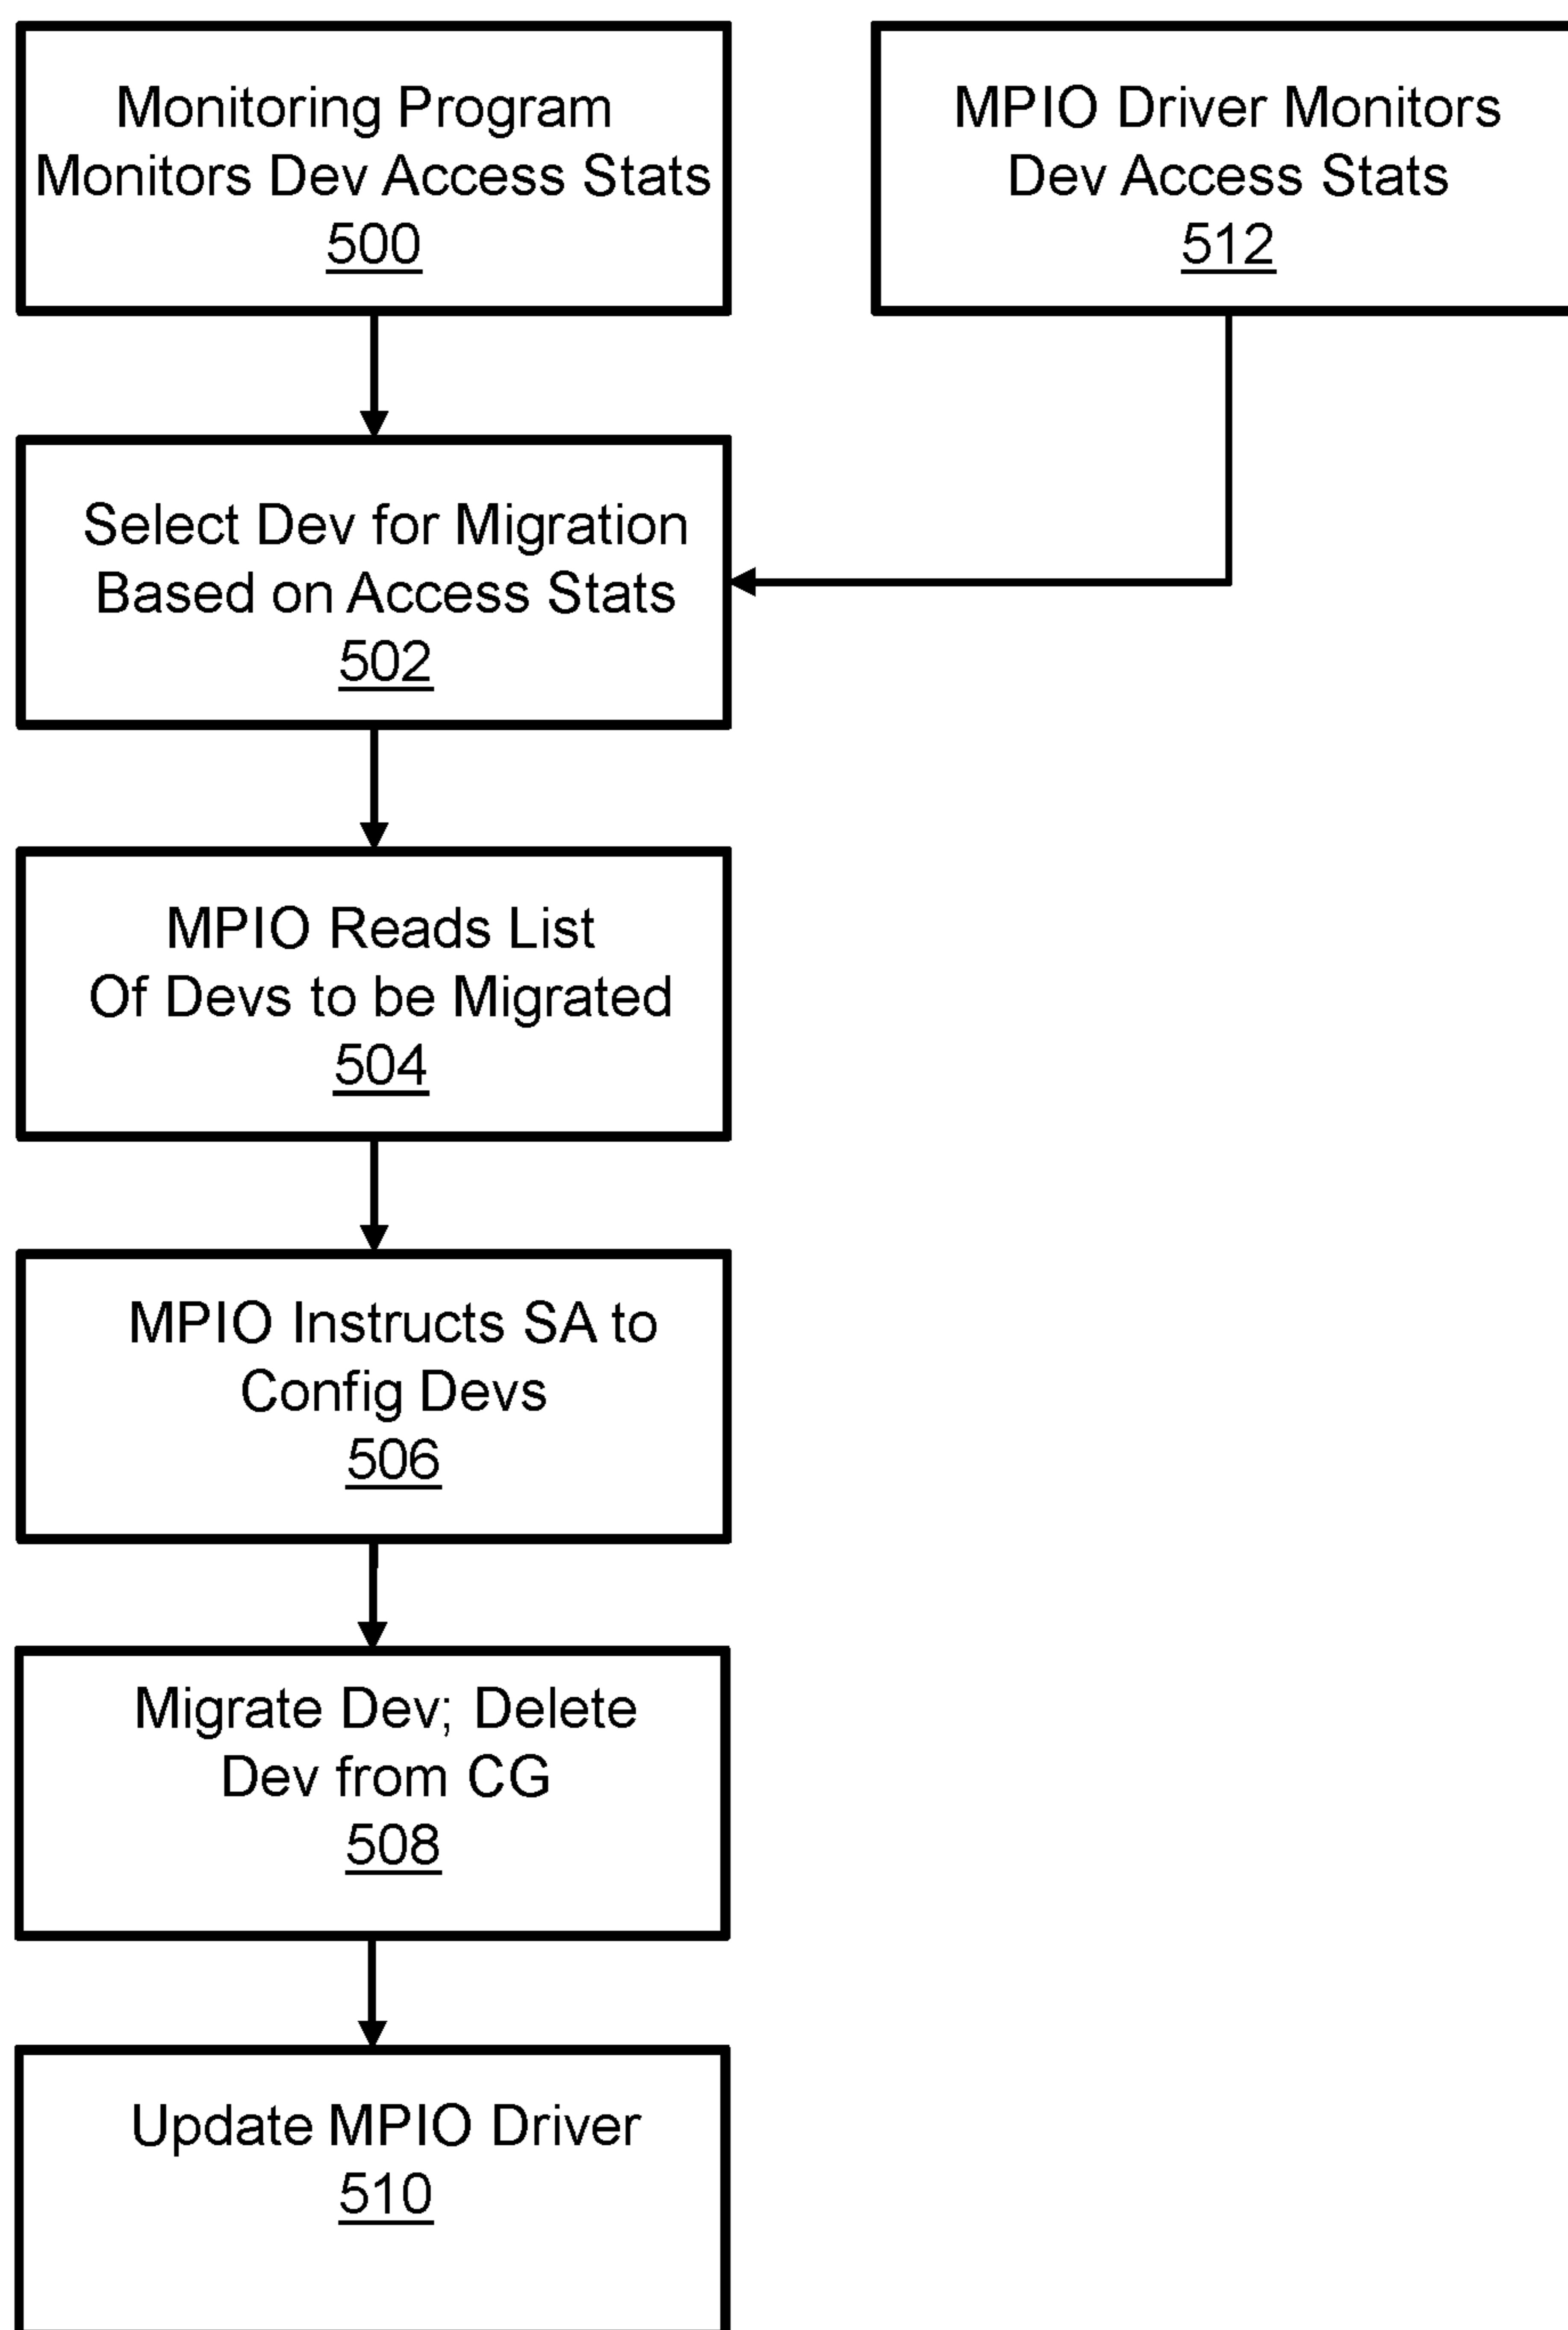 Monitoring Program
Monitors Dev Access Stats
500
MPIO Driver Monitors
Dev Access Stats
512
Select Dev for Migration
Based on Access Stats
502
MPIO Reads List
Of Devs to be Migrated
504
MPIO Instructs SA to
Config Devs
506
Migrate Dev; Delete
Dev from CG
508
Update MPIO Driver
510